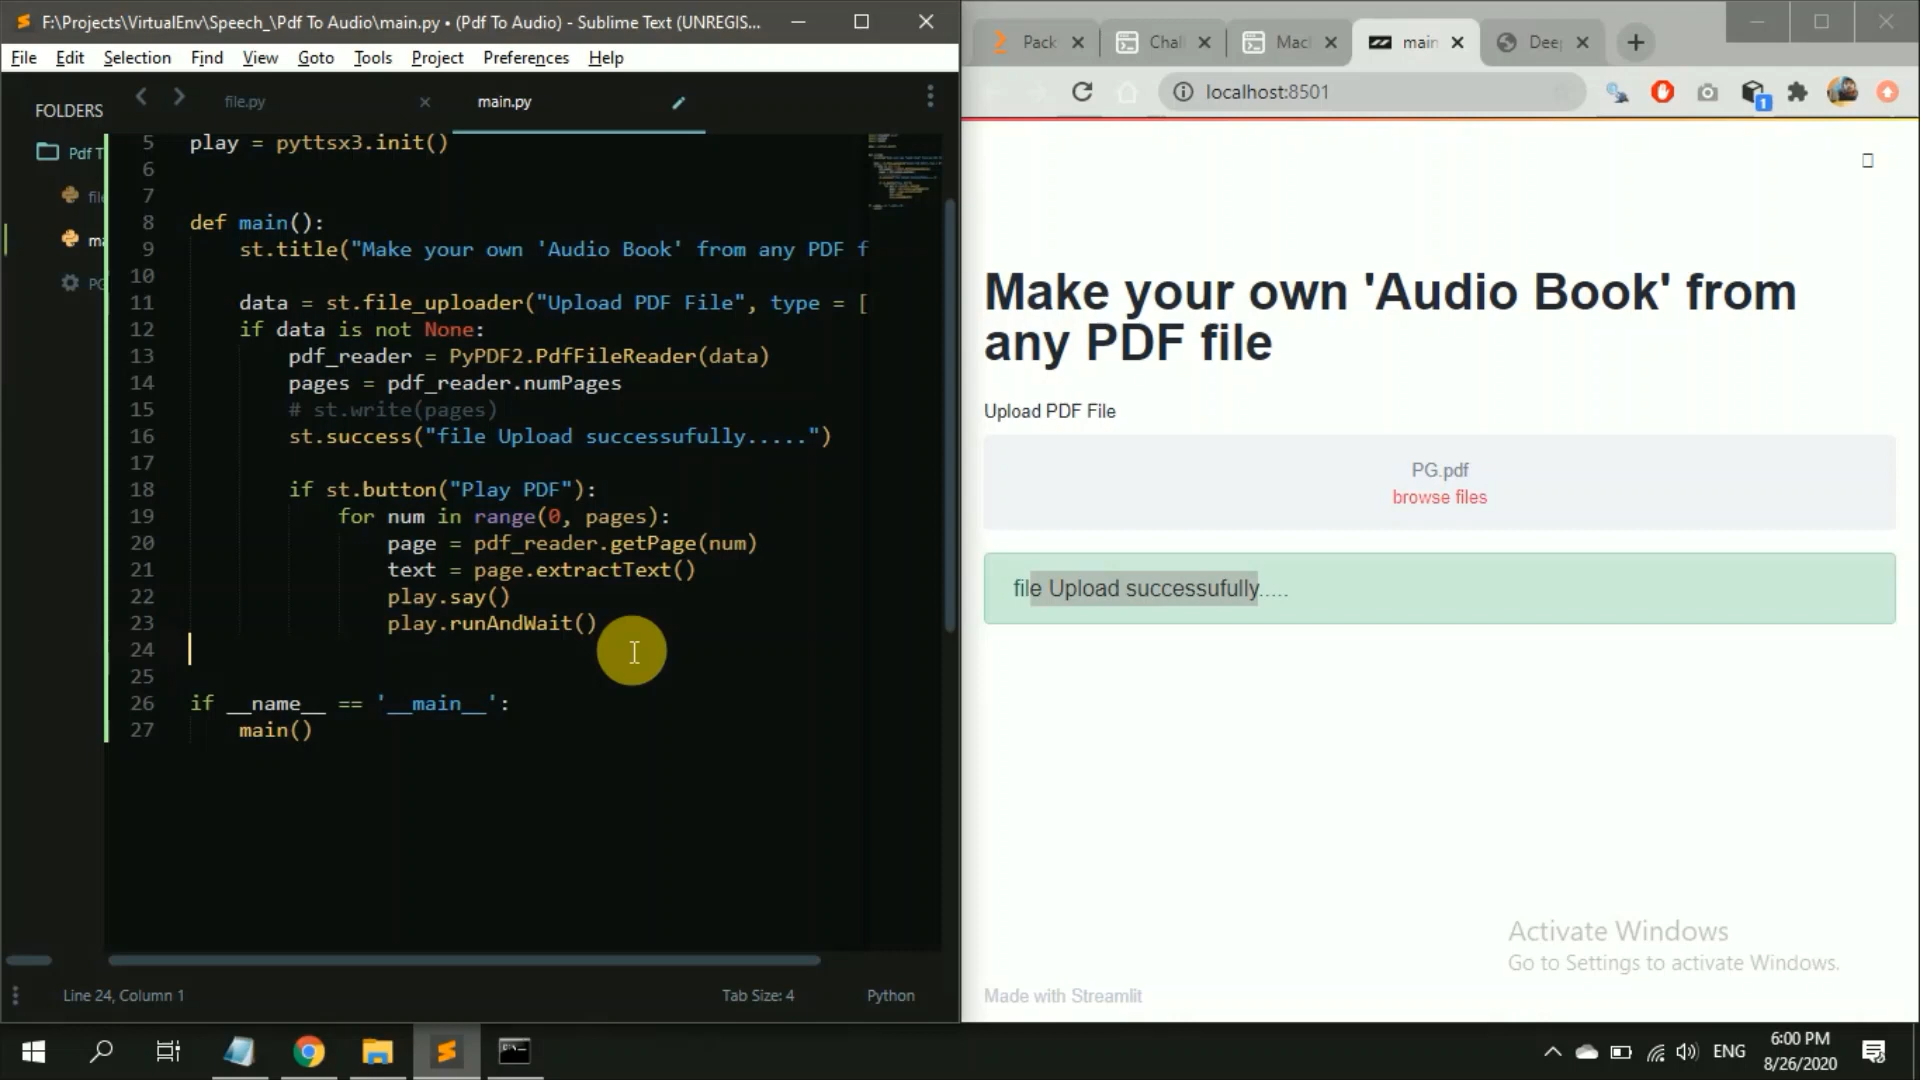 F:\Projects\VirtualEnv\Speech_\Pdf To Audio\main.py • (Pdf To Audio) - Sublime Text (UNREGIS...
File Edit Selection Find View Goto Tools Project Preferences Help
FOLDERS
Pdf T
file.py
main.py
5 play = pyttsx3.init()
6
7
8 def main():
9 st.title("Make your own 'Audio Book' from any PDF f
10
11 data = st.file_uploader("Upload PDF File", type = [
12 if data is not None:
13 pdf_reader = PyPDF2.PdfFileReader(data)
14 pages = pdf_reader.numPages
15 # st.write(pages)
16 st.success("file Upload successufully.....")
17
18 if st.button("Play PDF"):
19 for num in range(0, pages):
20 page = pdf_reader.getPage(num)
21 text = page.extractText()
22 play.say()
23 play.runAndWait()
24
25
26 if __name__ == '__main__':
27 main()
Line 24, Column 1
Tab Size: 4
Python
Pack
Chal
Mac
main
Dee
localhost:8501
1
Make your own 'Audio Book' from
any PDF file
Upload PDF File
PG.pdf
browse files
file Upload successufully.....
Activate Windows
Go to Settings to activate Windows.
Made with Streamlit
ENG
6:00 PM
8/26/2020